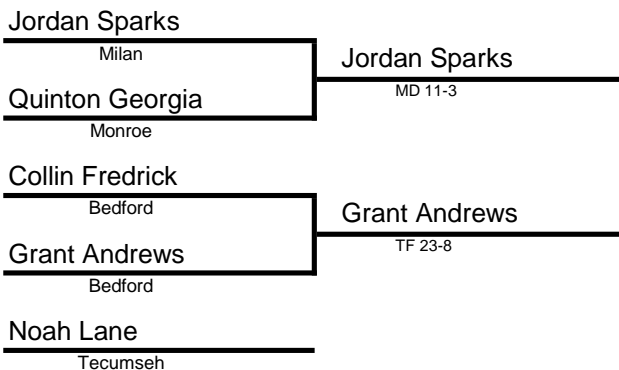 Jordan Sparks
Milan
Jordan Sparks
MD 11-3
Quinton Georgia
Monroe
Collin Fredrick
Bedford
Grant Andrews
TF 23-8
Grant Andrews
Bedford
Noah Lane
Tecumseh